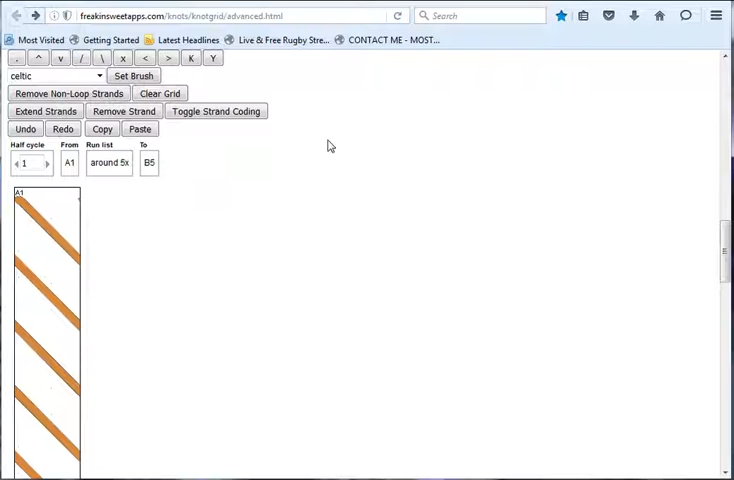 freakinsweetapps.com/knots/knotgrid/advanced.html
Search
Most Visited Getting Started Latest Headlines Live & Free Rugby Stre... CONTACT ME - MOST...
. ^ v / \ x < > K Y
celtic Set Brush
Remove Non-Loop Strands Clear Grid
Extend Strands Remove Strand Toggle Strand Coding
Undo Redo Copy Paste
Half cycle From Run list To
1 A1 around 5x B5
A1